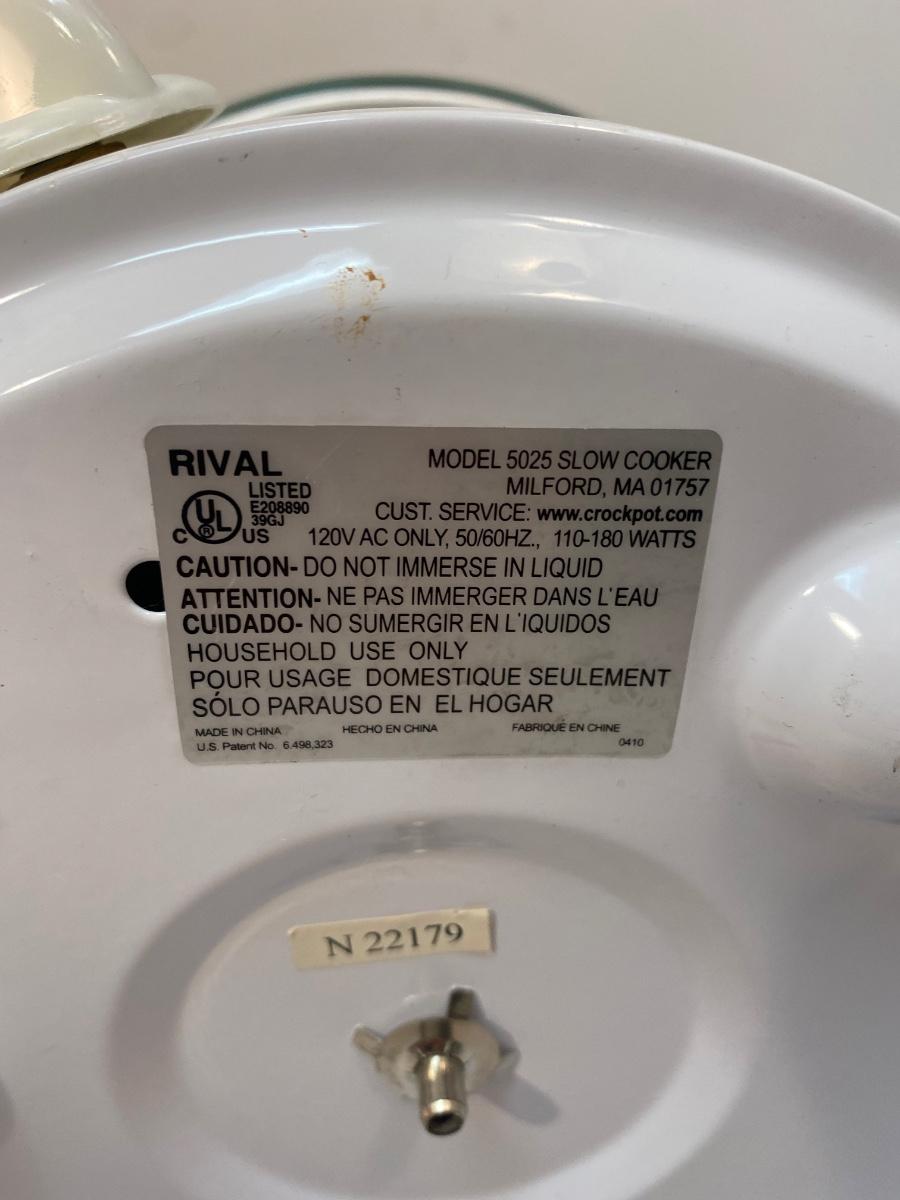 RIVAL
MODEL 5025 SLOW COOKER
MILFORD, MA 01757
LISTED
E208890
39GJ
C UL ® US
CUST. SERVICE: www.crockpot.com
120V AC ONLY, 50/60HZ., 110-180 WATTS
CAUTION- DO NOT IMMERSE IN LIQUID
ATTENTION- NE PAS IMMERGER DANS L'EAU
CUIDADO- NO SUMERGIR EN L'IQUIDOS
HOUSEHOLD USE ONLY
POUR USAGE DOMESTIQUE SEULEMENT
SÓLO PARAUSO EN EL HOGAR
MADE IN CHINA HECHO EN CHINA FABRIQUÉ EN CHINE
U.S. Patent No. 6,498,323 0410
N 22179